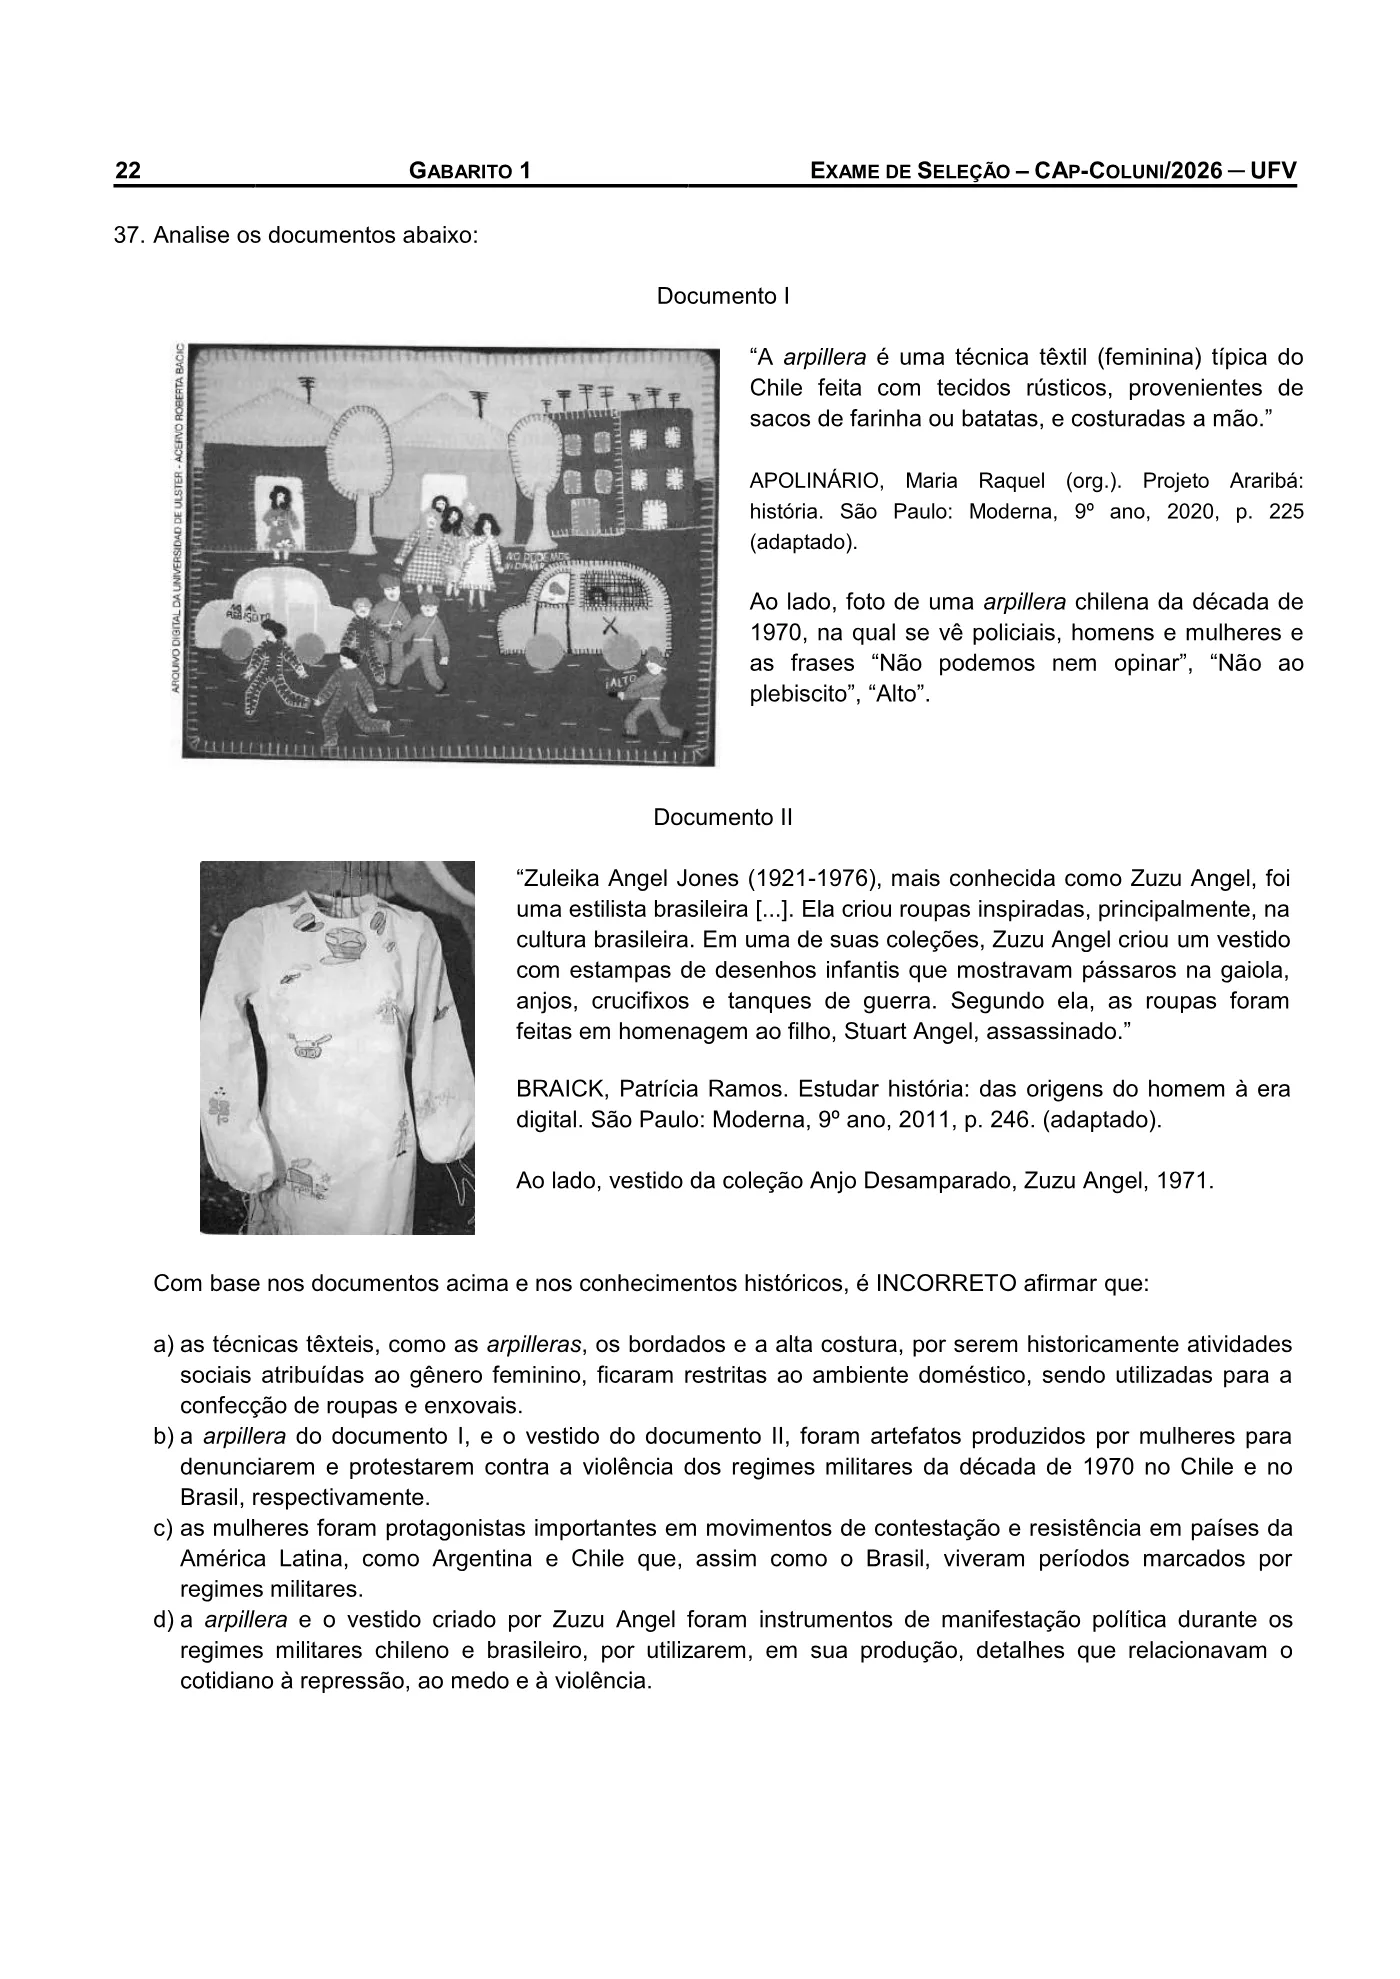 22 GABARITO 1 EXAME DE SELEÇÃO – CAP-COLUNI/2026 — UFV
37. Analise os documentos abaixo:
Documento I
ARQUIVO DIGITAL DA UNIVERSIDADE DE ULSTER - ACERVO ROBERTA BACIC
NO PODEMOS
NI OPINAR
NO AL
PLEBISCITO
¡ALTO
“A arpillera é uma técnica têxtil (feminina) típica do
Chile feita com tecidos rústicos, provenientes de
sacos de farinha ou batatas, e costuradas a mão.”
APOLINÁRIO, Maria Raquel (org.). Projeto Araribá:
história. São Paulo: Moderna, 9º ano, 2020, p. 225
(adaptado).
Ao lado, foto de uma arpillera chilena da década de
1970, na qual se vê policiais, homens e mulheres e
as frases “Não podemos nem opinar”, “Não ao
plebiscito”, “Alto”.
Documento II
“Zuleika Angel Jones (1921-1976), mais conhecida como Zuzu Angel, foi
uma estilista brasileira [...]. Ela criou roupas inspiradas, principalmente, na
cultura brasileira. Em uma de suas coleções, Zuzu Angel criou um vestido
com estampas de desenhos infantis que mostravam pássaros na gaiola,
anjos, crucifixos e tanques de guerra. Segundo ela, as roupas foram
feitas em homenagem ao filho, Stuart Angel, assassinado.”
BRAICK, Patrícia Ramos. Estudar história: das origens do homem à era
digital. São Paulo: Moderna, 9º ano, 2011, p. 246. (adaptado).
Ao lado, vestido da coleção Anjo Desamparado, Zuzu Angel, 1971.
Com base nos documentos acima e nos conhecimentos históricos, é INCORRETO afirmar que:
a) as técnicas têxteis, como as arpilleras, os bordados e a alta costura, por serem historicamente atividades
sociais atribuídas ao gênero feminino, ficaram restritas ao ambiente doméstico, sendo utilizadas para a
confecção de roupas e enxovais.
b) a arpillera do documento I, e o vestido do documento II, foram artefatos produzidos por mulheres para
denunciarem e protestarem contra a violência dos regimes militares da década de 1970 no Chile e no
Brasil, respectivamente.
c) as mulheres foram protagonistas importantes em movimentos de contestação e resistência em países da
América Latina, como Argentina e Chile que, assim como o Brasil, viveram períodos marcados por
regimes militares.
d) a arpillera e o vestido criado por Zuzu Angel foram instrumentos de manifestação política durante os
regimes militares chileno e brasileiro, por utilizarem, em sua produção, detalhes que relacionavam o
cotidiano à repressão, ao medo e à violência.